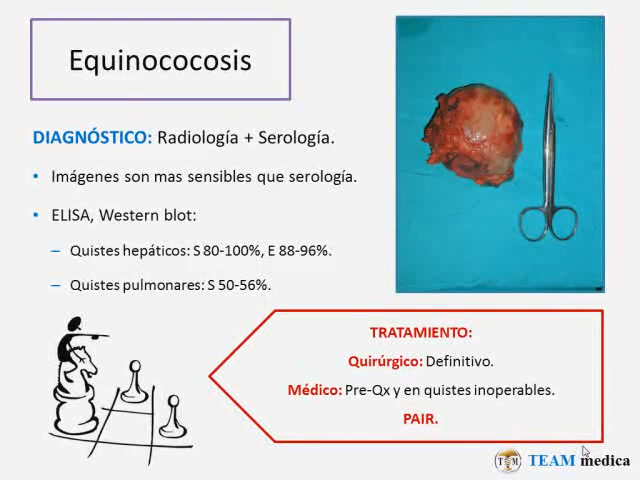 Equinococosis
DIAGNÓSTICO: Radiología + Serología.
• Imágenes son mas sensibles que serología.
• ELISA, Western blot:
– Quistes hepáticos: S 80-100%, E 88-96%.
– Quistes pulmonares: S 50-56%.
TRATAMIENTO:
Quirúrgico: Definitivo.
Médico: Pre-Qx y en quistes inoperables.
PAIR.
TM TEAM medica